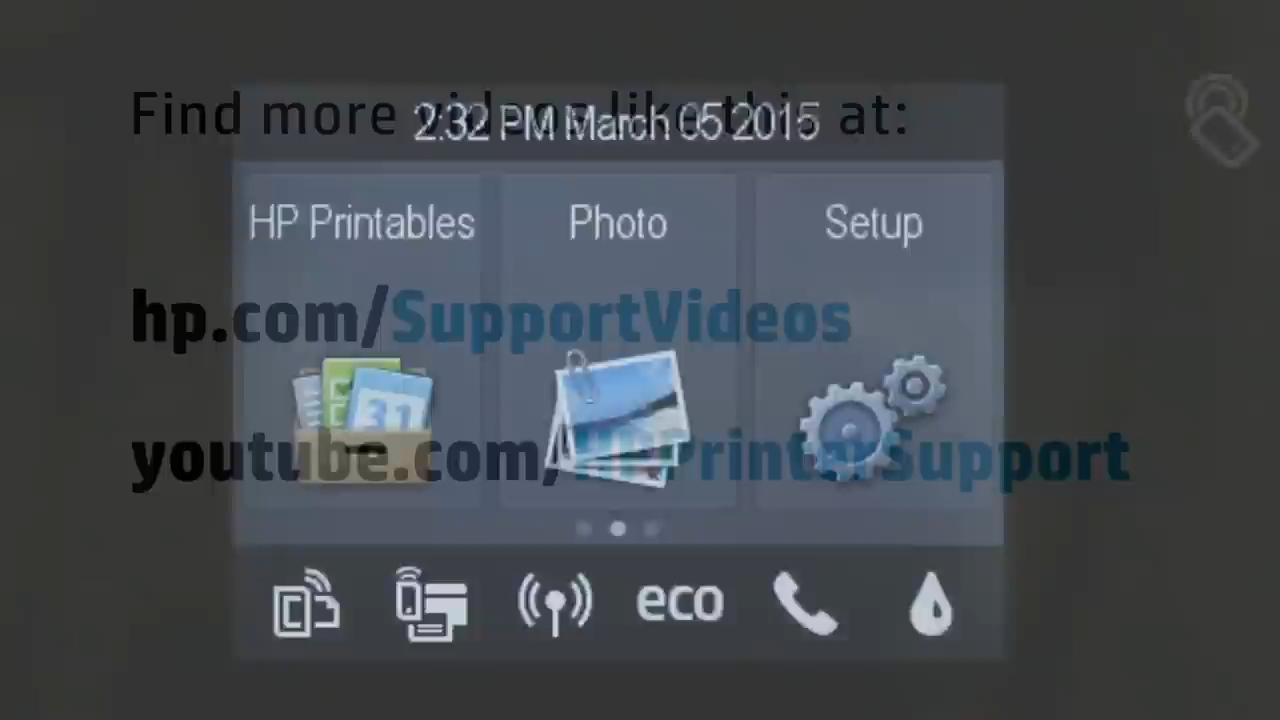 Find more videos like this at:
2:32 PM March 05 2015
HP Printables
Photo
Setup
hp.com/SupportVideos
31
youtube.com/HPPrinterSupport
eco